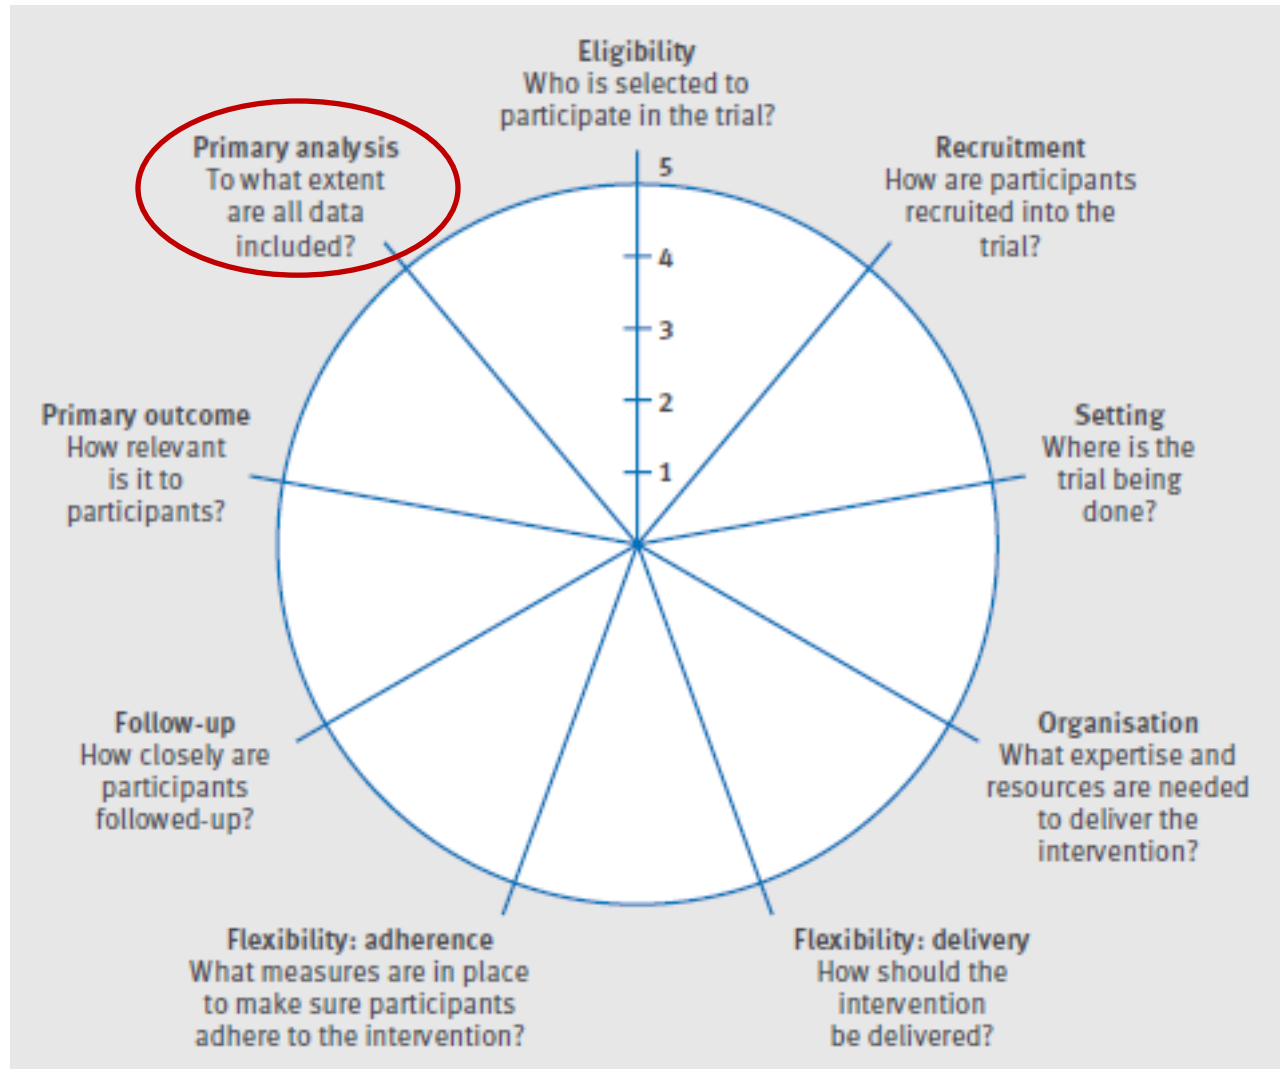 Eligibility
Who is selected to
participate in the trial?
Recruitment
How are participants
recruited into the
trial?
Setting
Where is the
trial being
done?
Organisation
What expertise and
resources are needed
to deliver the
intervention?
Flexibility: delivery
How should the
intervention
be delivered?
Flexibility: adherence
What measures are in place
to make sure participants
adhere to the intervention?
Follow-up
How closely are
participants
followed-up?
Primary outcome
How relevant
is it to
participants?
Primary analysis
To what extent
are all data
included?
5
4
3
2
1